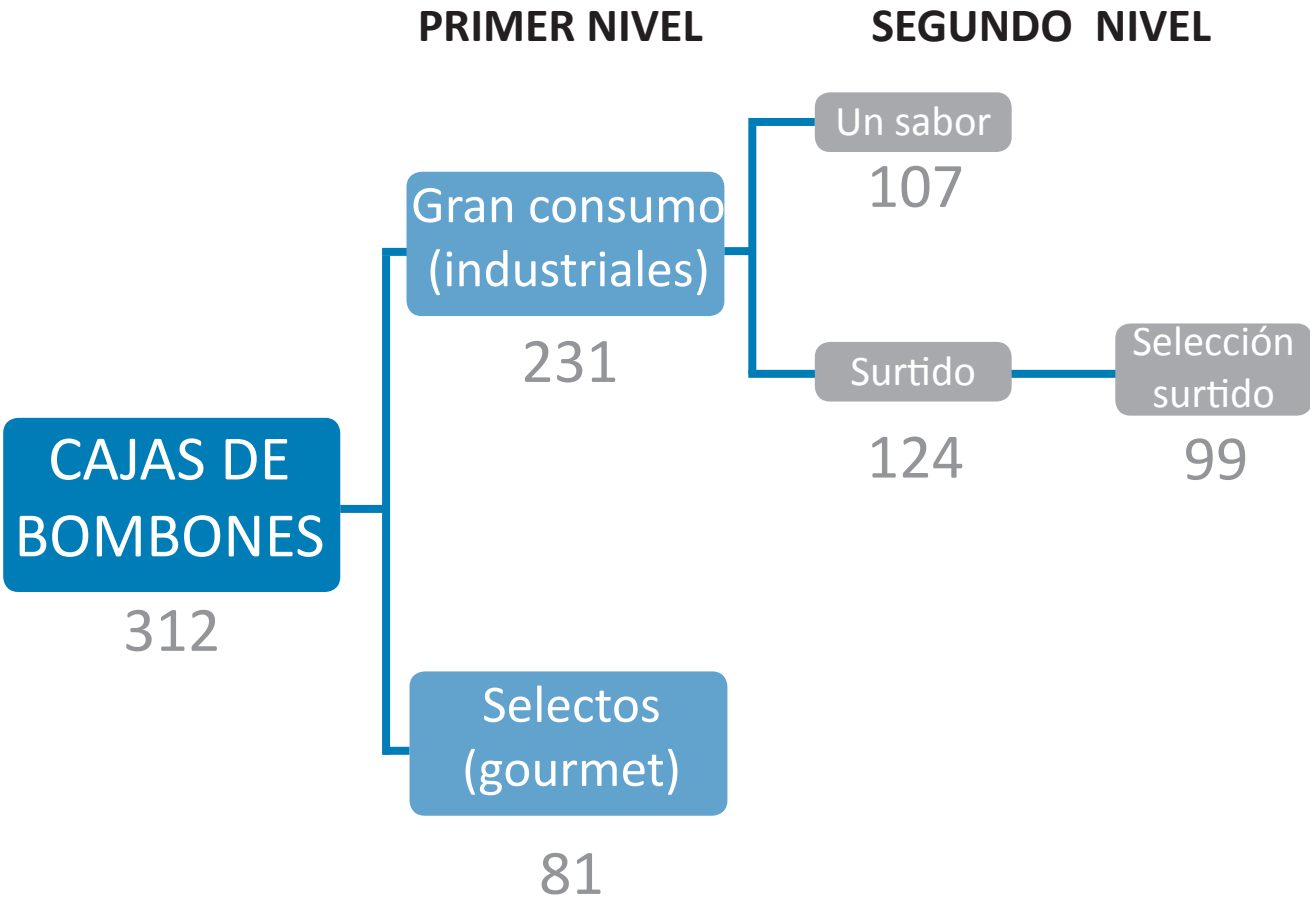 PRIMER NIVEL
SEGUNDO NIVEL
Un sabor
107
Gran consumo
(industriales)
231
Surtido
124
Selección
surtido
99
CAJAS DE
BOMBONES
312
Selectos
(gourmet)
81